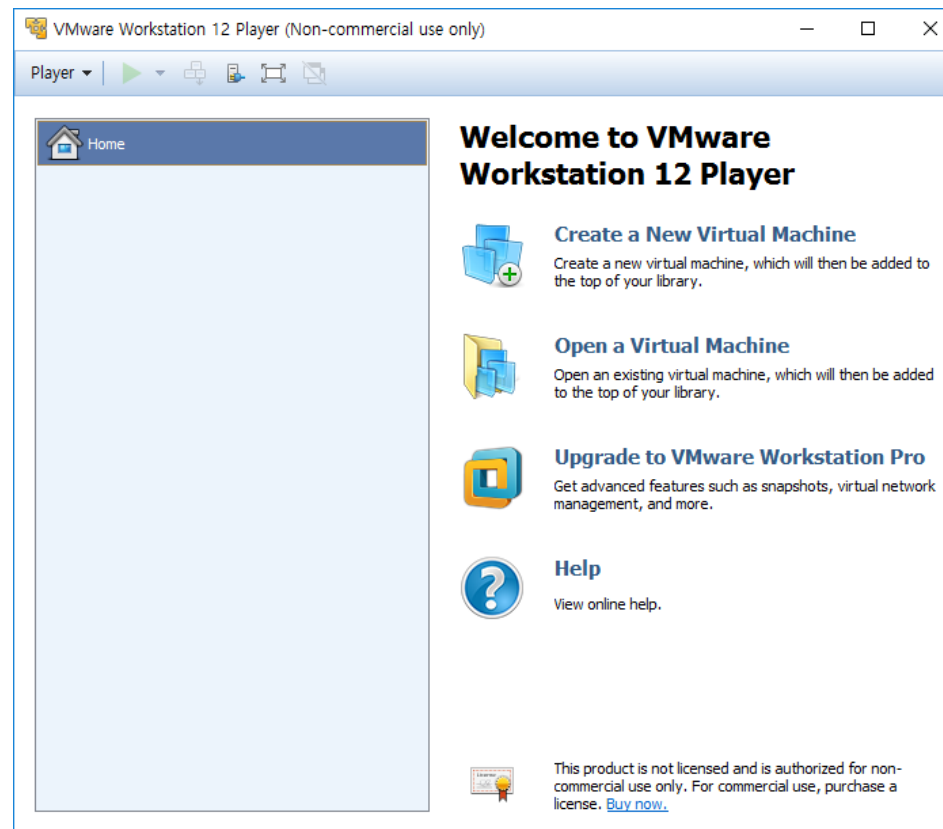 VMware Workstation 12 Player (Non-commercial use only)
Player
Home
Welcome to VMware
Workstation 12 Player
Create a New Virtual Machine
Create a new virtual machine, which will then be added to
the top of your library.
Open a Virtual Machine
Open an existing virtual machine, which will then be added
to the top of your library.
Upgrade to VMware Workstation Pro
Get advanced features such as snapshots, virtual network
management, and more.
Help
View online help.
This product is not licensed and is authorized for non-
commercial use only. For commercial use, purchase a
license. Buy now.